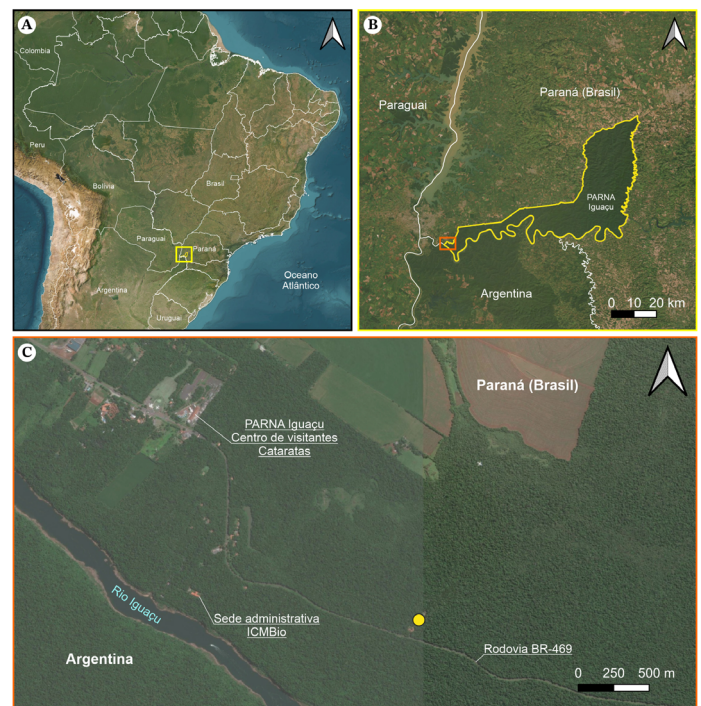 A
Colombia
Peru
Bolívia
Brasil
Paraguai
Paraná
Argentina
Uruguai
Oceano
Atlântico
B
Paraguai
Paraná (Brasil)
PARNA
Iguaçu
Argentina
0 10 20 km
C
Paraná (Brasil)
PARNA Iguaçu
Centro de visitantes
Cataratas
Rio Iguaçu
Sede administrativa
ICMBio
Rodovia BR-469
Argentina
0 250 500 m